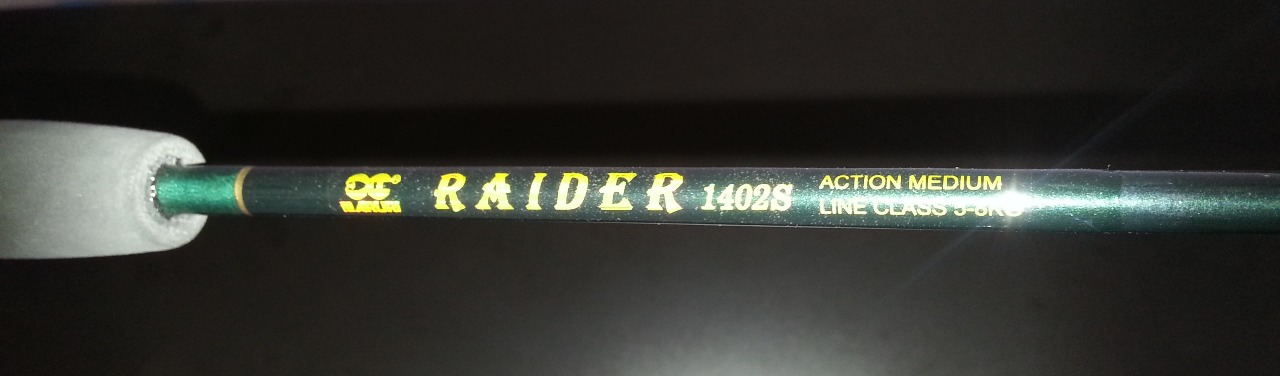 RAIDER 1402S
ACTION MEDIUM
LINE CLASS